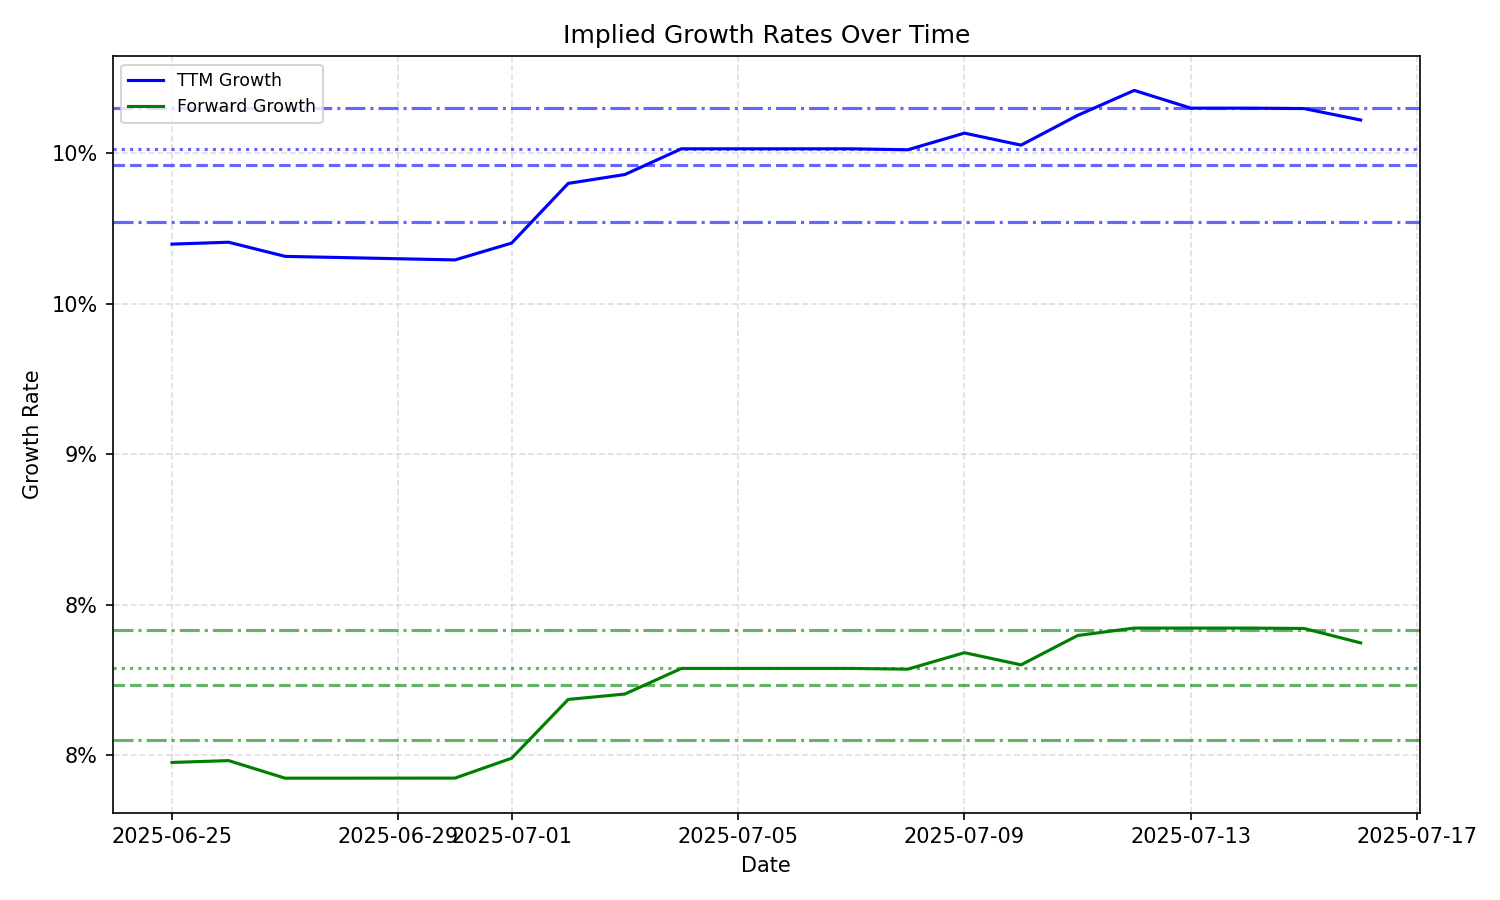 Implied Growth Rates Over Time
TTM Growth
Forward Growth
10%
10%
9%
8%
8%
Growth Rate
2025-06-25
2025-06-29
2025-07-01
2025-07-05
2025-07-09
2025-07-13
2025-07-17
Date